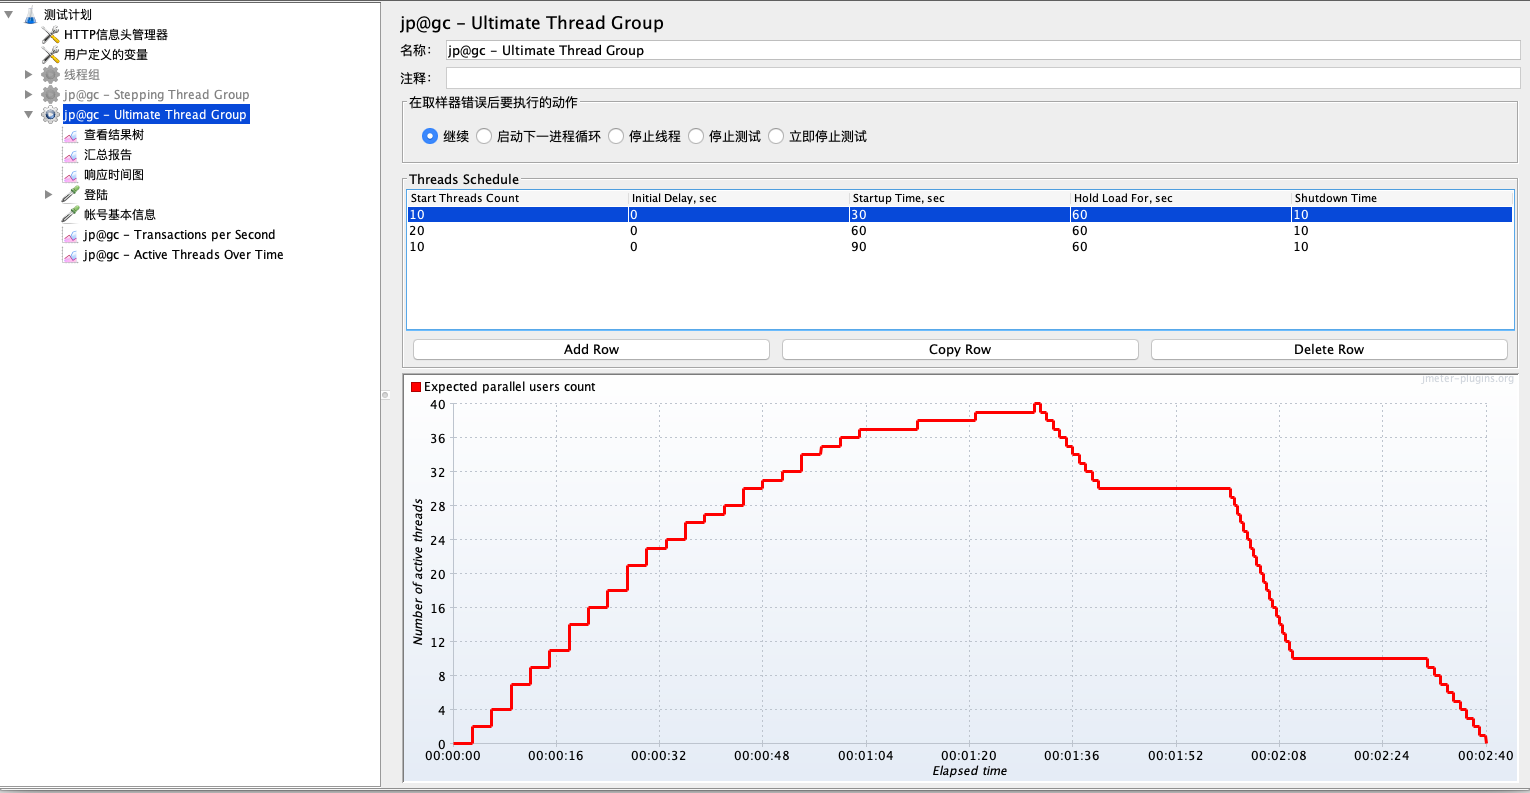 测试计划
HTTP信息头管理器
用户定义的变量
线程组
jp@gc - Stepping Thread Group
jp@gc - Ultimate Thread Group
查看结果树
汇总报告
响应时间图
登陆
帐号基本信息
jp@gc - Transactions per Second
jp@gc - Active Threads Over Time
jp@gc - Ultimate Thread Group
名称: jp@gc - Ultimate Thread Group
注释:
在取样器错误后要执行的动作
继续 启动下一进程循环 停止线程 停止测试 立即停止测试
Threads Schedule
Start Threads Count Initial Delay, sec Startup Time, sec Hold Load For, sec Shutdown Time
10 0 30 60 10
20 0 60 60 10
10 0 90 60 10
Add Row Copy Row Delete Row
jmeter-plugins.org
Expected parallel users count
40
36
32
28
24
20
16
12
8
4
0
Number of active threads
00:00:00 00:00:16 00:00:32 00:00:48 00:01:04 00:01:20 00:01:36 00:01:52 00:02:08 00:02:24 00:02:40
Elapsed time